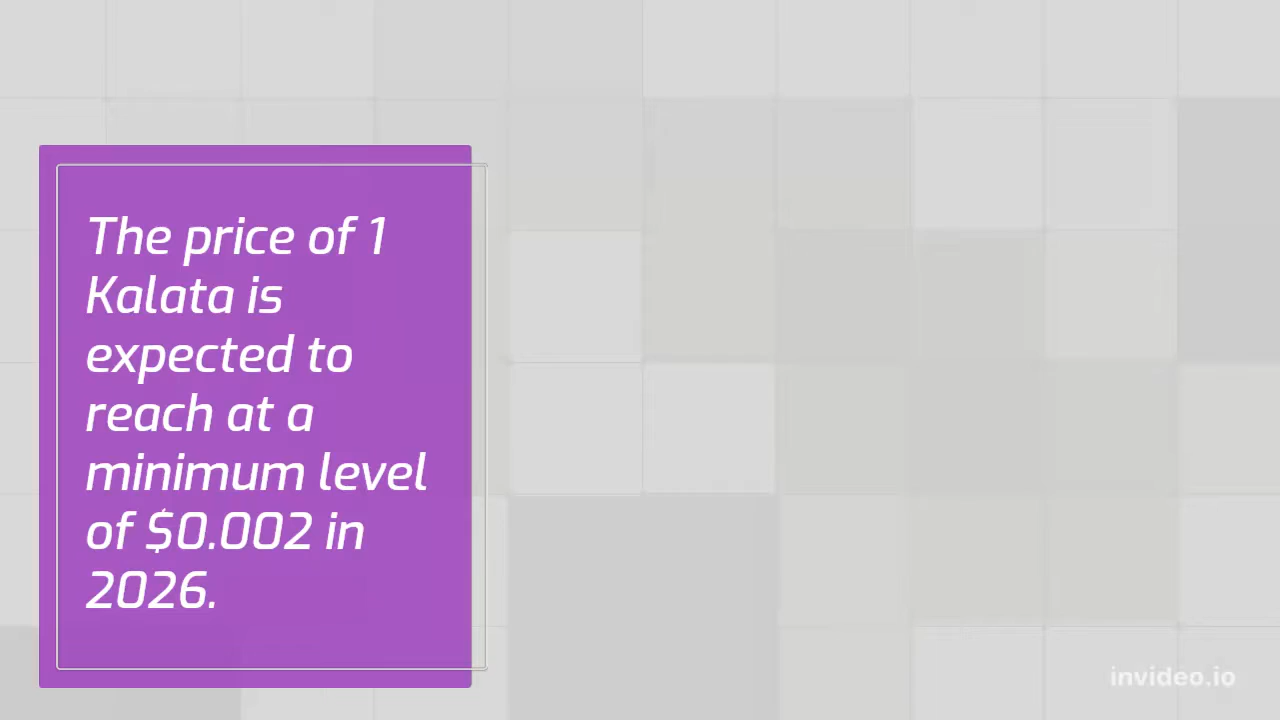 The price of 1
Kalata is
expected to
reach at a
minimum level
of $0.002 in
2026.
invideo.io